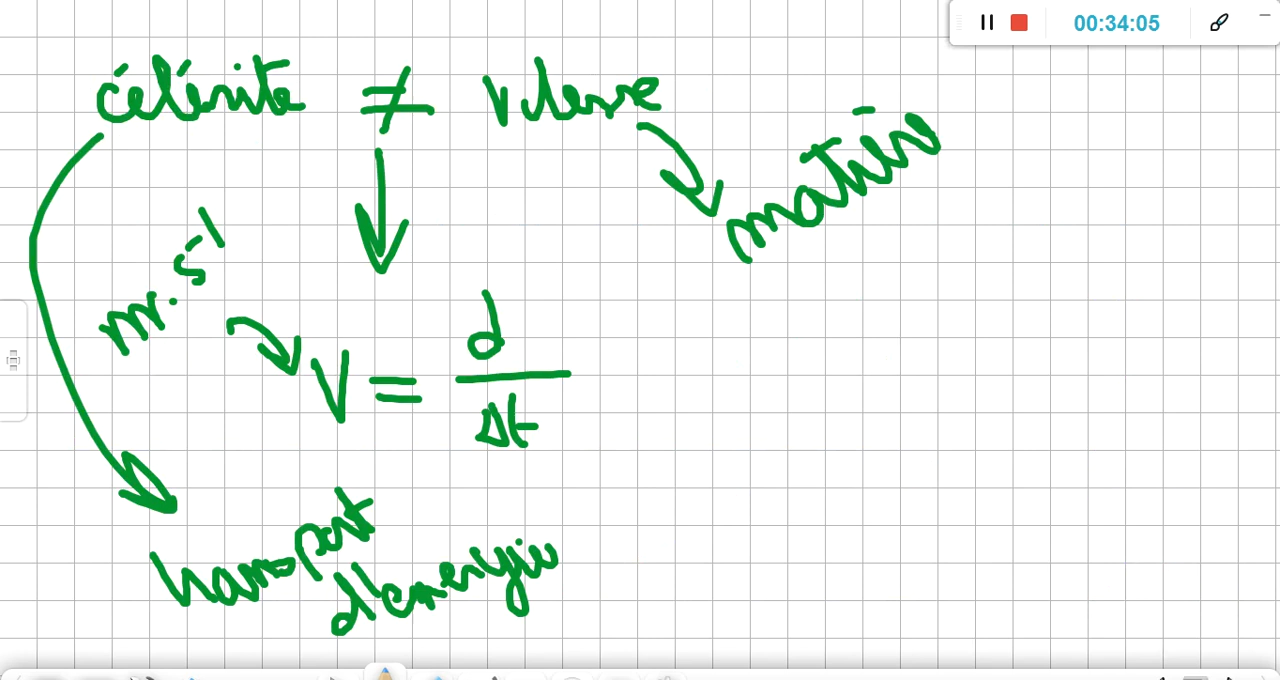 00:34:05
célérité ≠ vitesse
matière
m.s⁻¹
V = d / Δt
transport
d'énergie